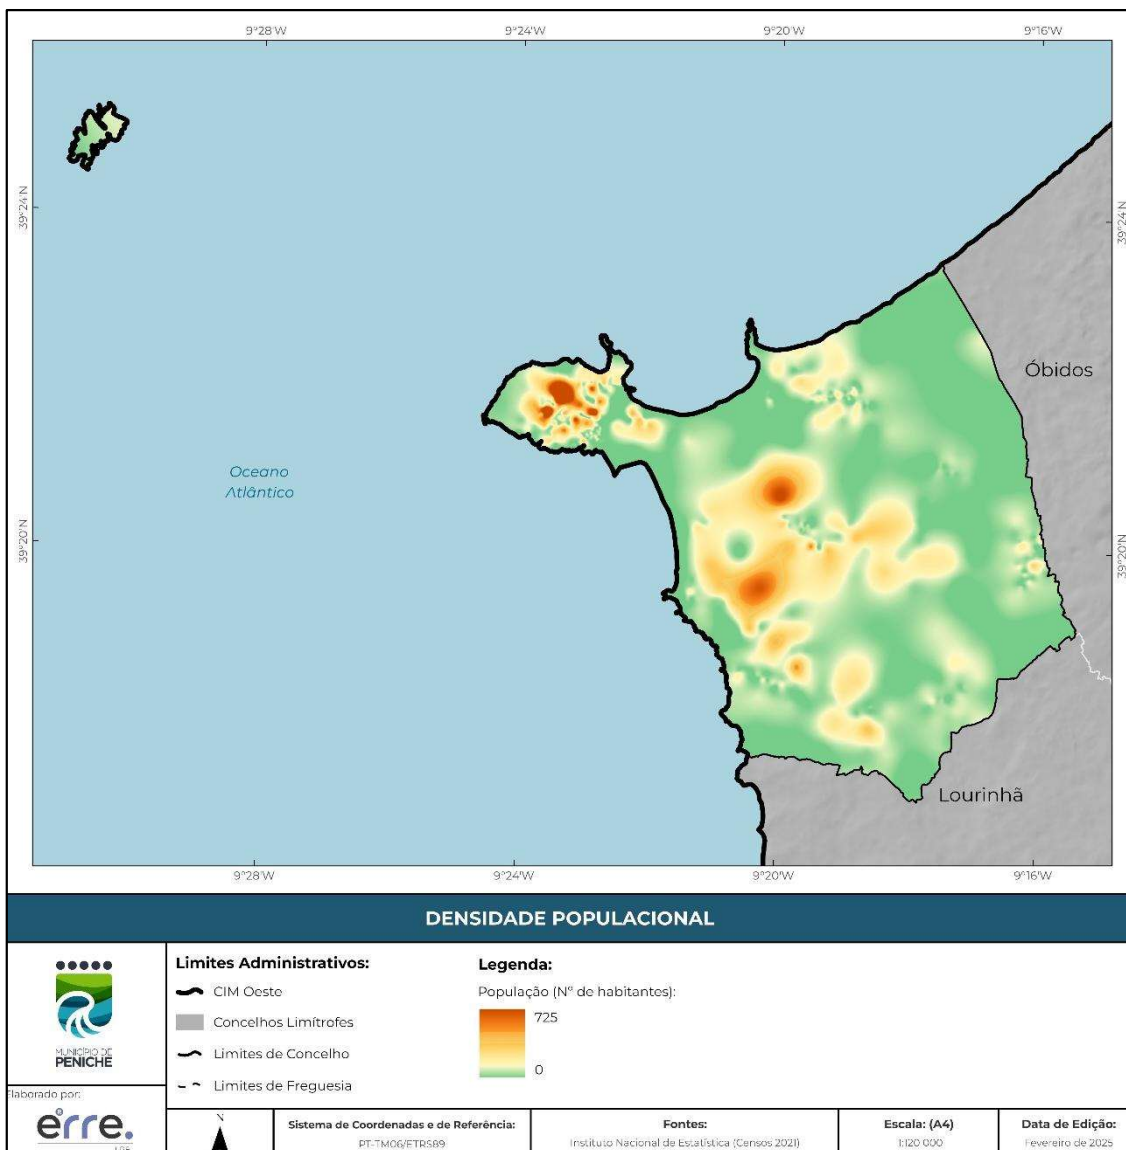 9°28'W
9°24'W
9°20'W
9°16'W
39°24'N
39°24'N
Óbidos
Oceano
Atlântico
39°20'N
39°20'N
Lourinhã
9°28'W
9°24'W
9°20'W
9°16'W
DENSIDADE POPULACIONAL
MUNICÍPIO DE
PENICHE
Limites Administrativos:
CIM Oeste
Concelhos Limítrofes
Limites de Concelho
Limites de Freguesia
Legenda:
População (Nº de habitantes):
725
0
Elaborado por:
erre.
N
Sistema de Coordenadas e de Referência:
PT-TM06/ETRS89
Fontes:
Instituto Nacional de Estatística (Censos 2021)
Escala: (A4)
1:120 000
Data de Edição:
Fevereiro de 2025